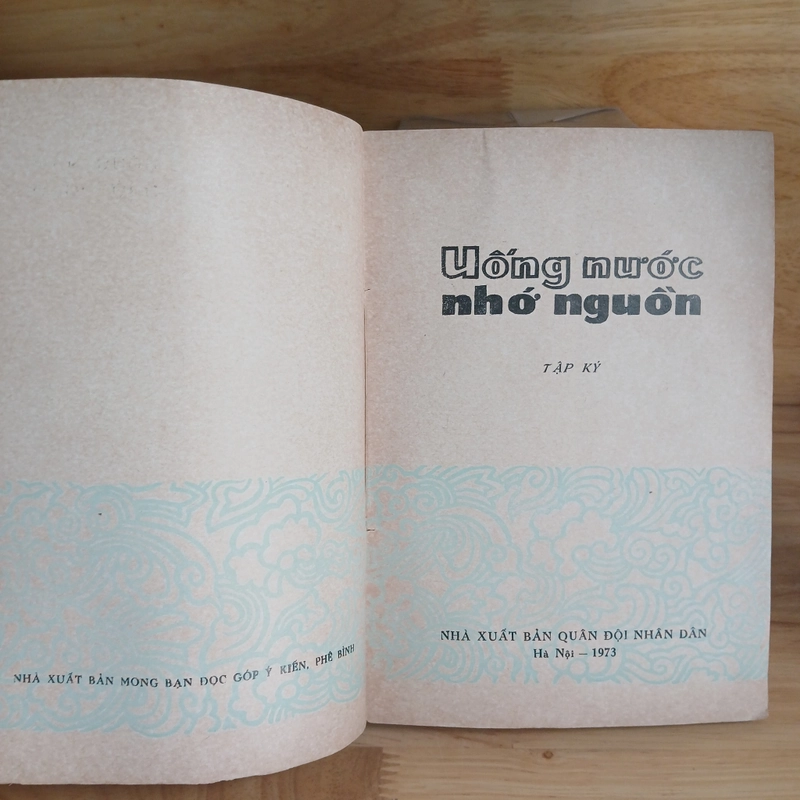 NHÀ XUẤT BẢN MONG BẠN ĐỌC GÓP Ý KIẾN, PHÊ BÌNH
Uống nước
nhớ nguồn
TẬP KÝ
NHÀ XUẤT BẢN QUÂN ĐỘI NHÂN DÂN
Hà Nội – 1973